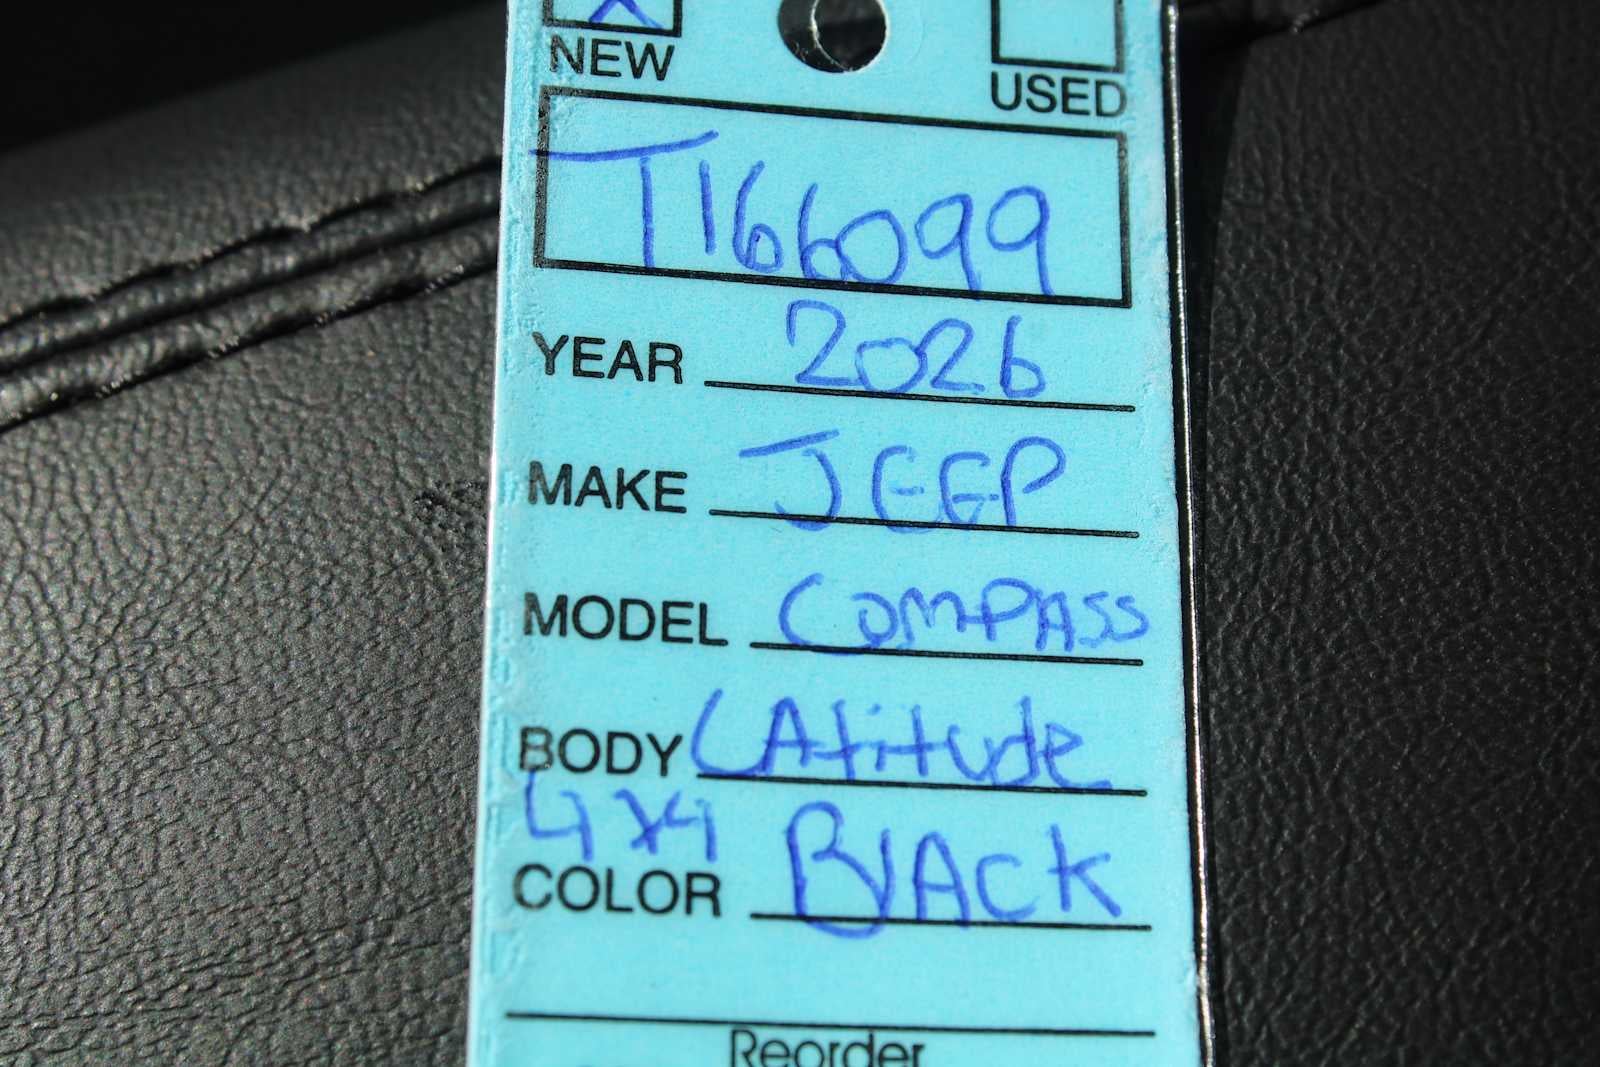 X
NEW USED
T166099
YEAR 2026
MAKE JEEP
MODEL COMPASS
BODY LAtitude
4x4
COLOR BlAck
Reorder